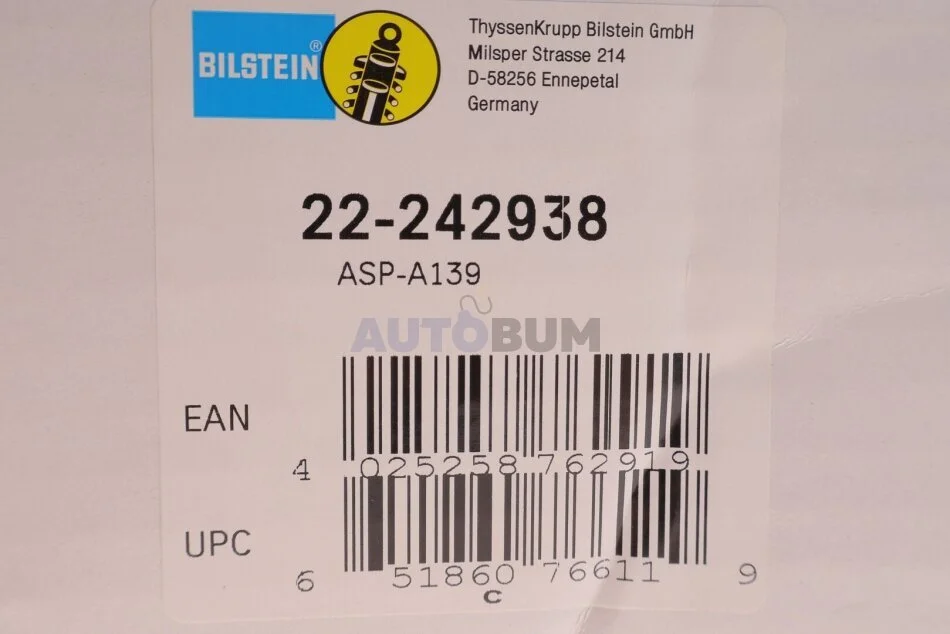 BILSTEIN®
ThyssenKrupp Bilstein GmbH
Milsper Strasse 214
D-58256 Ennepetal
Germany
22-242938
ASP-A139
AUTOBUM
EAN
4 025258 762919
UPC
6 51860 76611 9
C